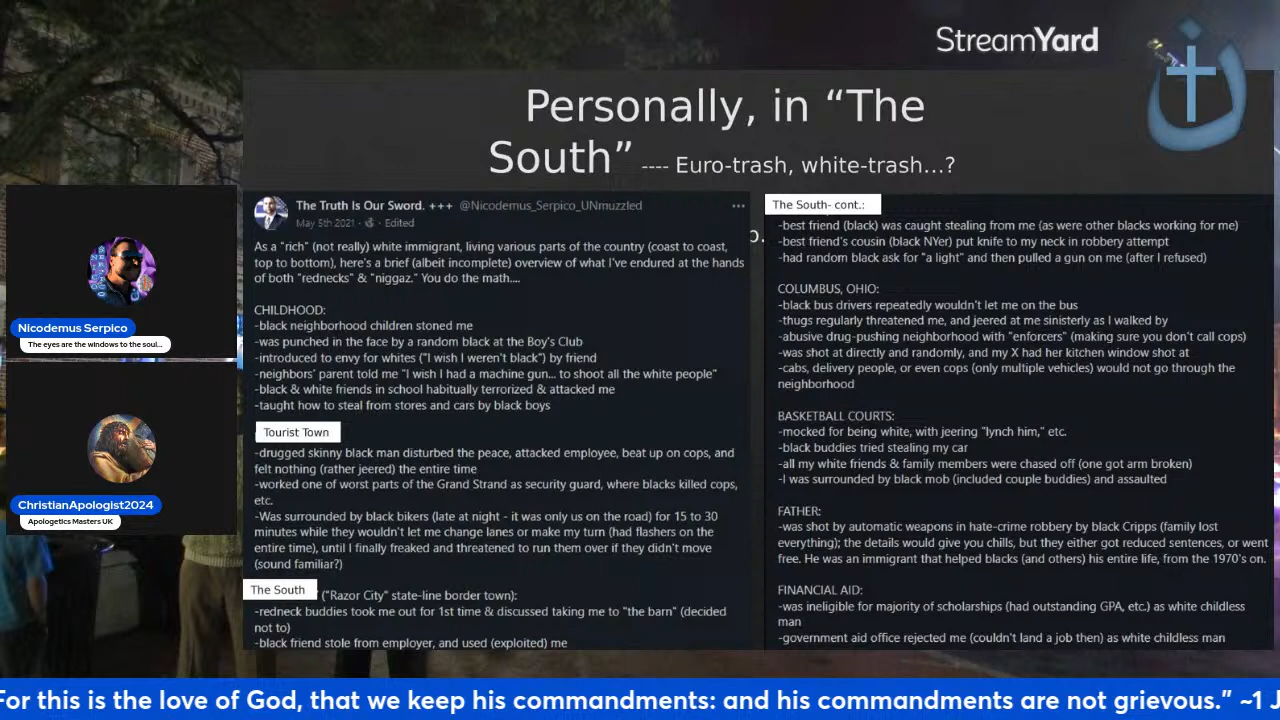 StreamYard
Personally, in “The
South” ---- Euro-trash, white-trash…?
The Truth Is Our Sword. +++ @Nicodemus_Serpico_UNmuzzled
May 5th 2021 · · Edited
As a "rich" (not really) white immigrant, living various parts of the country (coast to coast,
top to bottom), here's a brief (albeit incomplete) overview of what I've endured at the hands
of both "rednecks" & "niggaz." You do the math....
CHILDHOOD:
-black neighborhood children stoned me
-was punched in the face by a random black at the Boy's Club
-introduced to envy for whites ("I wish I weren't black") by friend
-neighbors' parent told me "I wish I had a machine gun... to shoot all the white people"
-black & white friends in school habitually terrorized & attacked me
-taught how to steal from stores and cars by black boys
Tourist Town
-drugged skinny black man disturbed the peace, attacked employee, beat up on cops, and
felt nothing (rather jeered) the entire time
-worked one of worst parts of the Grand Strand as security guard, where blacks killed cops,
etc.
-Was surrounded by black bikers (late at night - it was only us on the road) for 15 to 30
minutes while they wouldn't let me change lanes or make my turn (had flashers on the
entire time), until I finally freaked and threatened to run them over if they didn't move
(sound familiar?)
The South ("Razor City" state-line border town):
-redneck buddies took me out for 1st time & discussed taking me to "the barn" (decided
not to)
-black friend stole from employer, and used (exploited) me
The South- cont.:
p.
-best friend (black) was caught stealing from me (as were other blacks working for me)
-best friend's cousin (black NYer) put knife to my neck in robbery attempt
-had random black ask for "a light" and then pulled a gun on me (after I refused)
COLUMBUS, OHIO:
-black bus drivers repeatedly wouldn't let me on the bus
-thugs regularly threatened me, and jeered at me sinisterly as I walked by
-abusive drug-pushing neighborhood with "enforcers" (making sure you don't call cops)
-was shot at directly and randomly, and my X had her kitchen window shot at
-cabs, delivery people, or even cops (only multiple vehicles) would not go through the
neighborhood
BASKETBALL COURTS:
-mocked for being white, with jeering "lynch him," etc.
-black buddies tried stealing my car
-all my white friends & family members were chased off (one got arm broken)
-I was surrounded by black mob (included couple buddies) and assaulted
FATHER:
-was shot by automatic weapons in hate-crime robbery by black Cripps (family lost
everything); the details would give you chills, but they either got reduced sentences, or went
free. He was an immigrant that helped blacks (and others) his entire life, from the 1970's on.
FINANCIAL AID:
-was ineligible for majority of scholarships (had outstanding GPA, etc.) as white childless
man
-government aid office rejected me (couldn't land a job then) as white childless man
Nicodemus Serpico
The eyes are the windows to the soul...
ChristianApologist2024
Apologetics Masters UK
For this is the love of God, that we keep his commandments: and his commandments are not grievous.” ~1 J